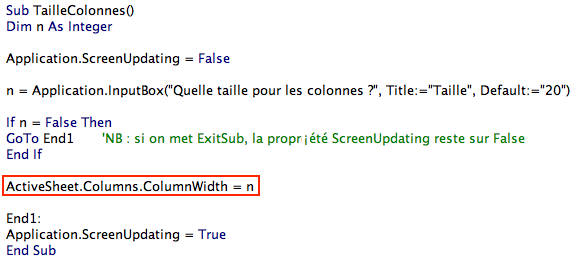 Sub TailleColonnes()
Dim n As Integer
Application.ScreenUpdating = False
n = Application.InputBox("Quelle taille pour les colonnes ?", Title:="Taille", Default:="20")
If n = False Then
GoTo End1 'NB : si on met ExitSub, la propr¡été ScreenUpdating reste sur False
End If
ActiveSheet.Columns.ColumnWidth = n
End1:
Application.ScreenUpdating = True
End Sub